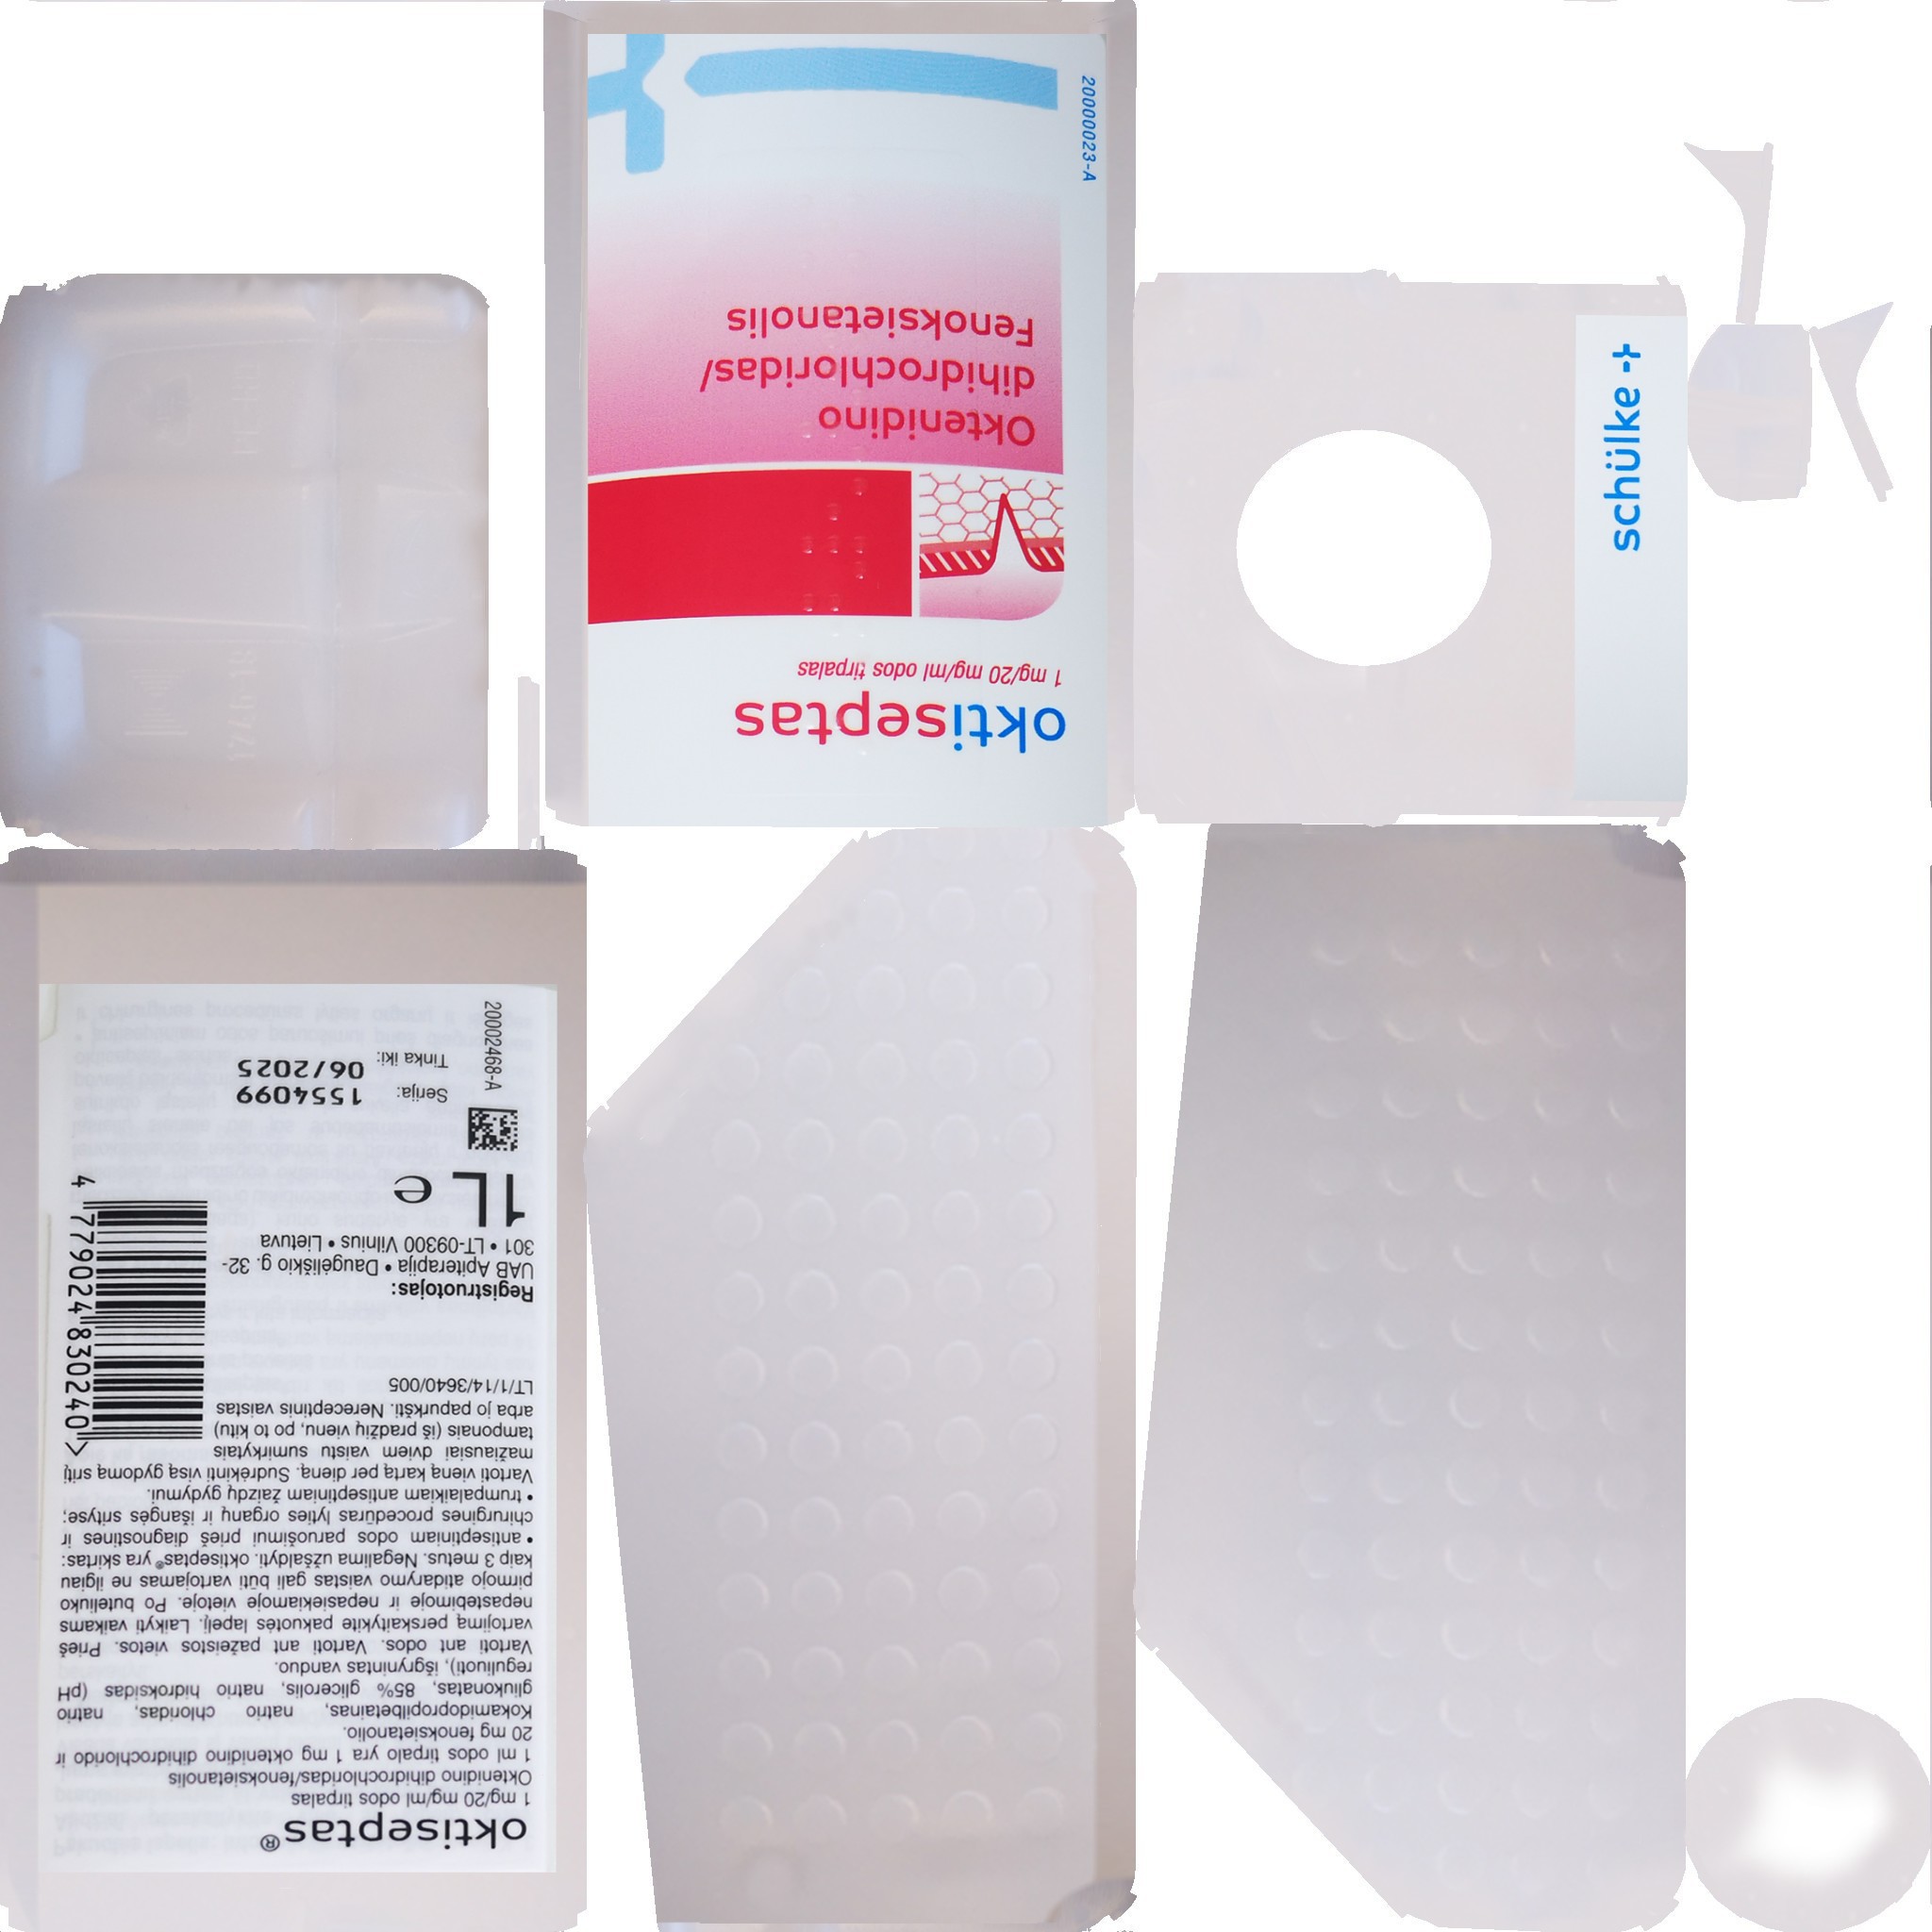 oktiseptas
1 mg/20 mg/ml odos tirpalas
Oktenidino
dihidrochloridas/
Fenoksietanolis
20000023-A
schülke
oktiseptas®
1 mg/20 mg/ml odos tirpalas
Oktenidino dihidrochloridas/fenoksietanolis
1 ml odos tirpalo yra 1 mg oktenidino dihidrochlorido ir
20 mg fenoksietanolio.
Kokamidopropilbetainas, natrio chloridas, natrio
gliukonatas, 85% glicerolis, natrio hidroksidas (pH
reguliuoti), išgrynintas vanduo.
Vartoti ant odos. Vartoti ant pažeistos vietos. Prieš
vartojimą perskaitykite pakuotės lapelį. Laikyti vaikams
nepastebimoje ir nepasiekiamoje vietoje. Po buteliuko
pirmojo atidarymo vaistas gali būti vartojamas ne ilgiau
kaip 3 metus. Negalima užšaldyti. oktiseptas® yra skirtas:
• antiseptiniam odos paruošimui prieš diagnostines ir
chirurgines procedūras lyties organų ir išangės srityse;
• trumpalaikiam antiseptiniam žaizdų gydymui.
Vartoti vieną kartą per dieną. Sudrėkinti visą gydomą sritį
mažiausiai dviem vaistu sumirkytais
tamponais (iš pradžių vienu, po to kitu)
arba jo papurkšti. Nereceptinis vaistas
LT/1/14/3640/005
Registruotojas:
UAB Apiterapija • Daugėliškio g. 32-
301 • LT-09300 Vilnius • Lietuva
1L e
4 779024 830240 >
Serija: 1554099
Tinka iki: 06/2025
20002468-A